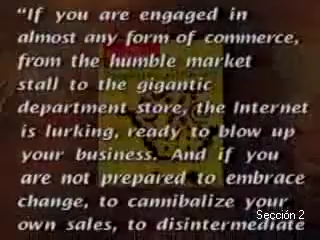 “If you are engaged in
almost any form of commerce,
from the humble market
stall to the gigantic
department store, the Internet
is lurking, ready to blow up
your business. And if you
are not prepared to embrace
change, to cannibalize your
own sales, to disintermediate
Sección 2